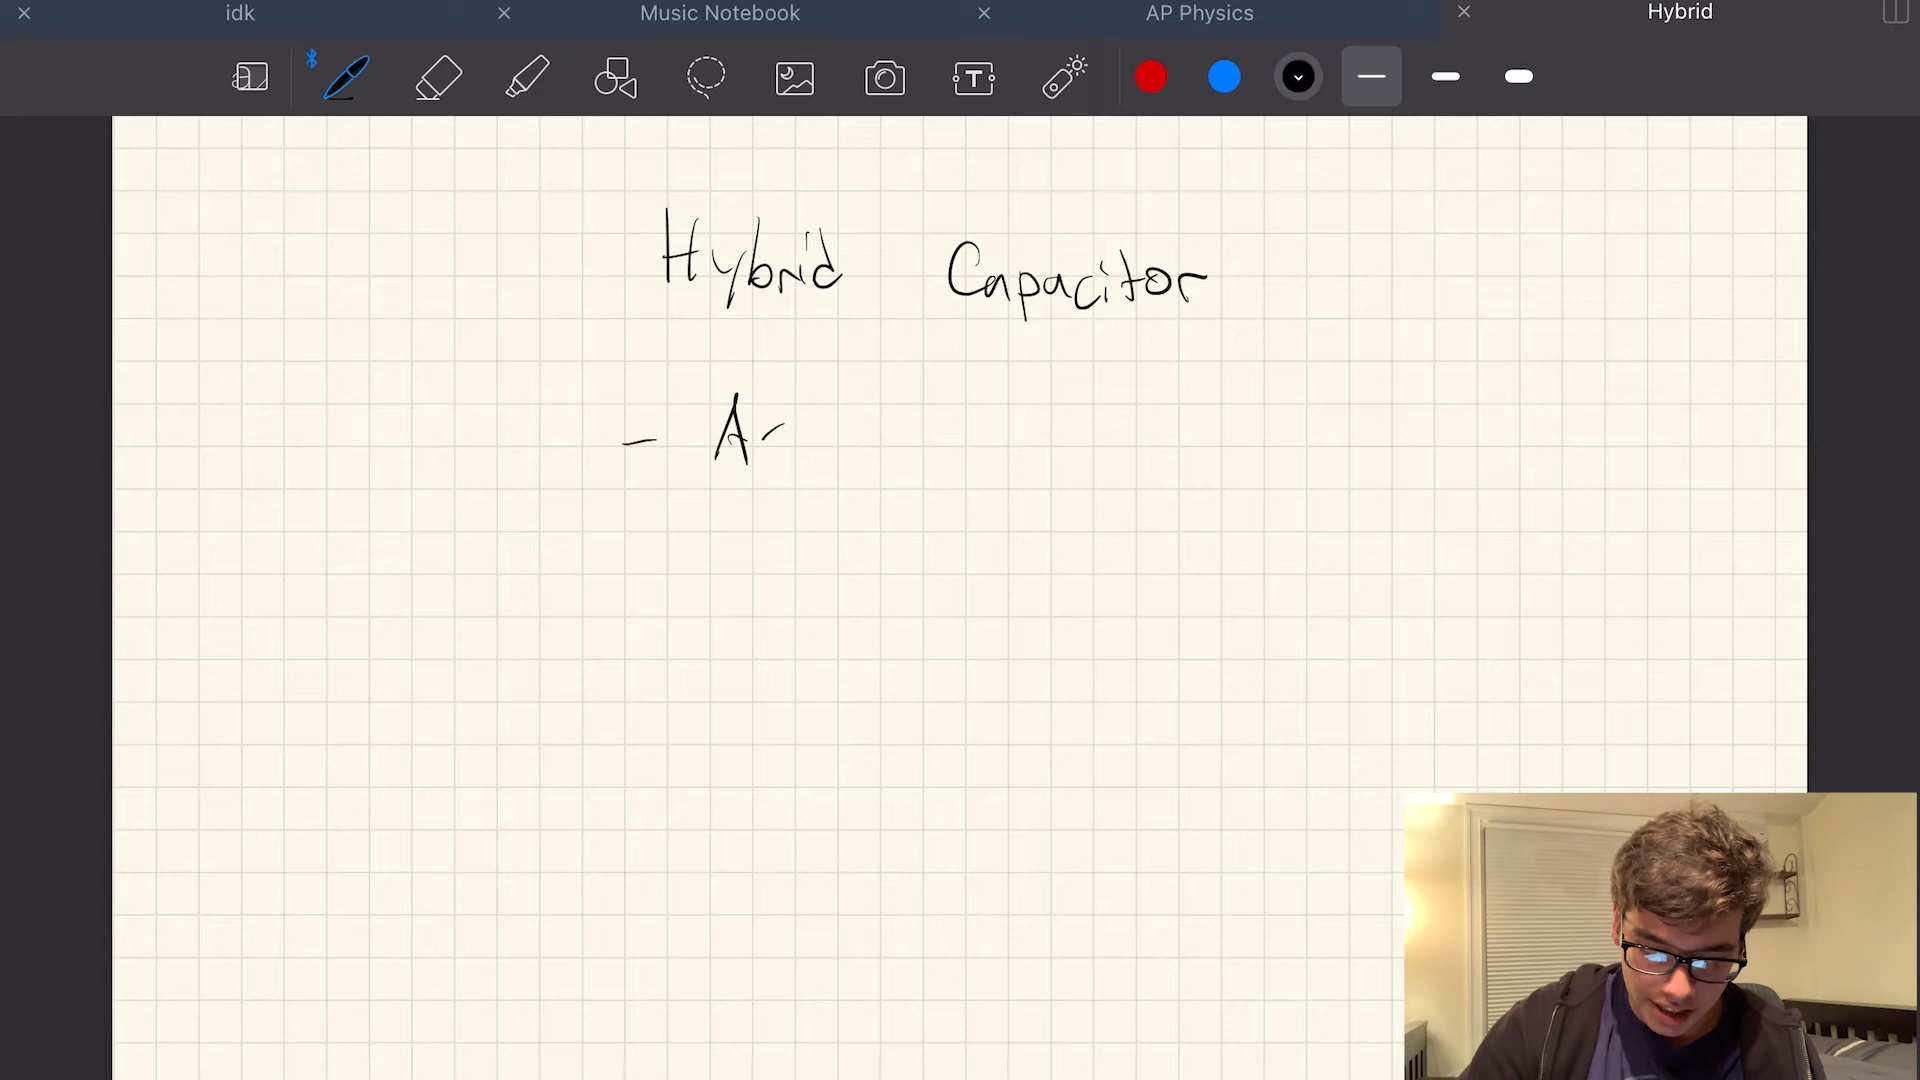 idk Music Notebook AP Physics Hybrid
a T
Hybrid Capacitor
- A